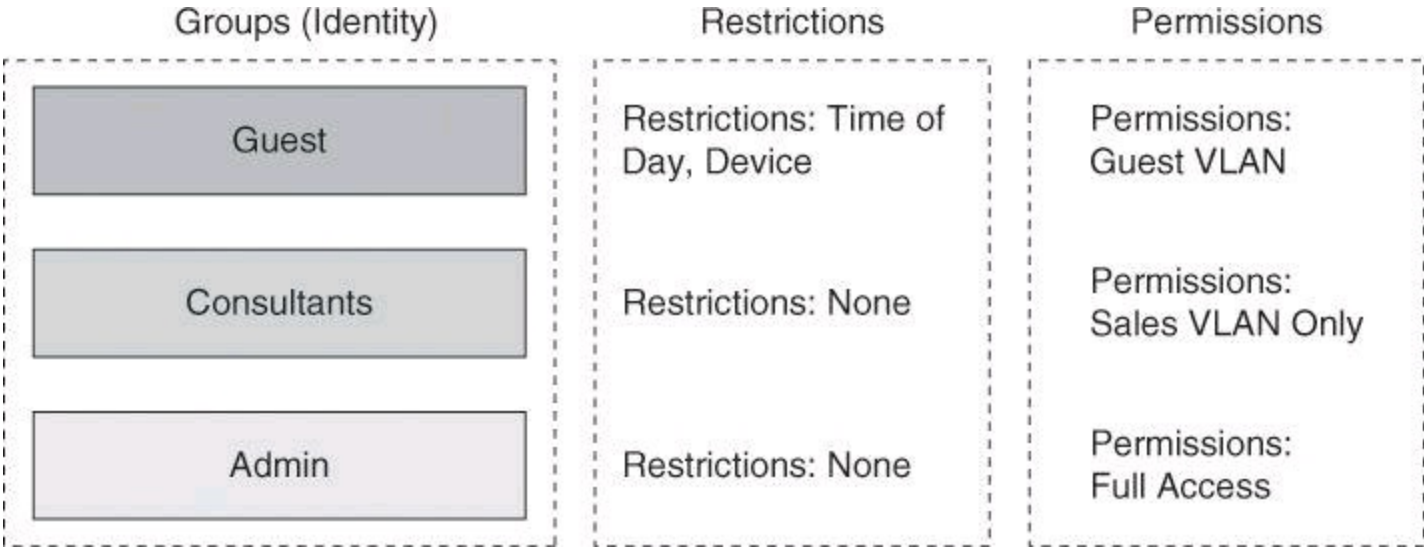 Groups (Identity)
Restrictions
Permissions
Guest
Restrictions: Time of
Day, Device
Permissions:
Guest VLAN
Consultants
Restrictions: None
Permissions:
Sales VLAN Only
Admin
Restrictions: None
Permissions:
Full Access